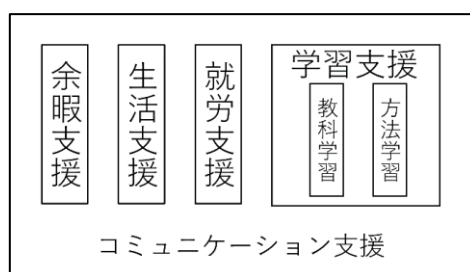 余暇支援
生活支援
就労支援
学習支援
教科学習
方法学習
コミュニケーション支援